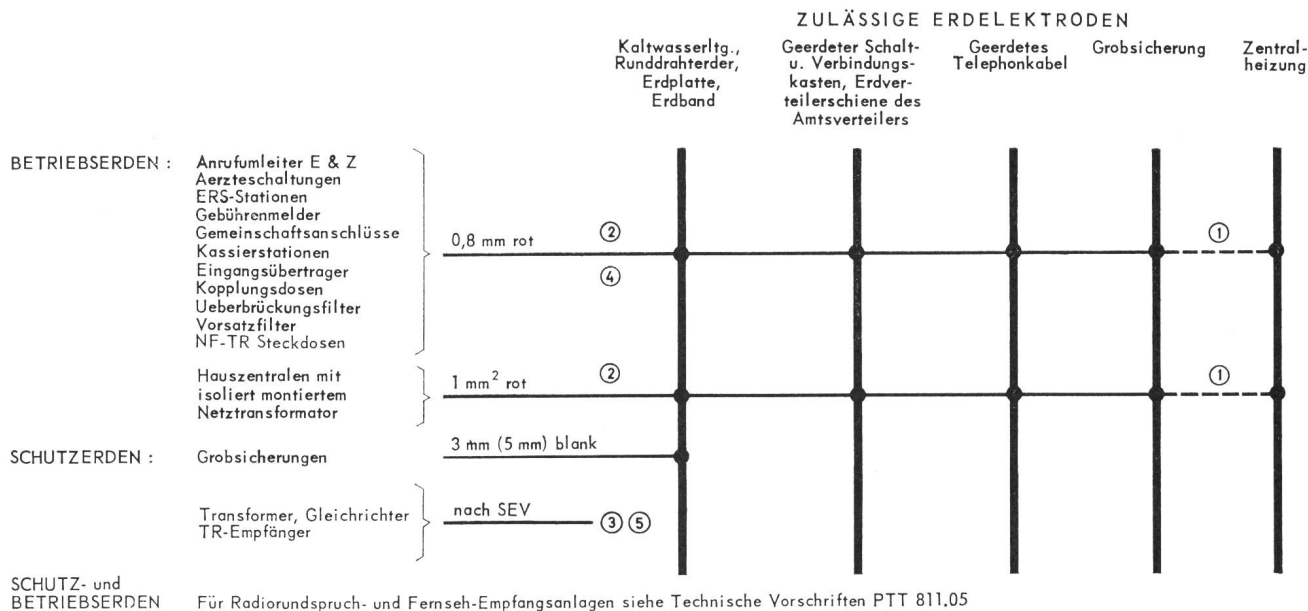 ZULÄSSIGE ERDELEKTRODEN
Kaltwasserltg.,
Runddrahterder,
Erdplatte,
Erdband
Geerdeter Schalt-
u. Verbindungs-
kasten, Erdver-
teilerschiene des
Amtsverteilers
Geerdetes
Telephonkabel
Grobsicherung
Zentral-
heizung
BETRIEBSERDEN :
Anrufumleiter E & Z
Aerzteschaltungen
ERS-Stationen
Gebührenmelder
Gemeinschaftsanschlüsse
Kassierstationen
Eingangsübertrager
Kopplungsdosen
Ueberbrückungsfilter
Vorsatzfilter
NF-TR Steckdosen
0,8 mm rot
②
④
①
Hauszentralen mit
isoliert montiertem
Netztransformator
1 mm² rot
②
①
SCHUTZERDEN :
Grobsicherungen
3 mm (5 mm) blank
Transformer, Gleichrichter
TR-Empfänger
nach SEV
③ ⑤
SCHUTZ- und
BETRIEBSERDEN
Für Radiorundspruch- und Fernseh-Empfangsanlagen siehe Technische Vorschriften PTT 811.05